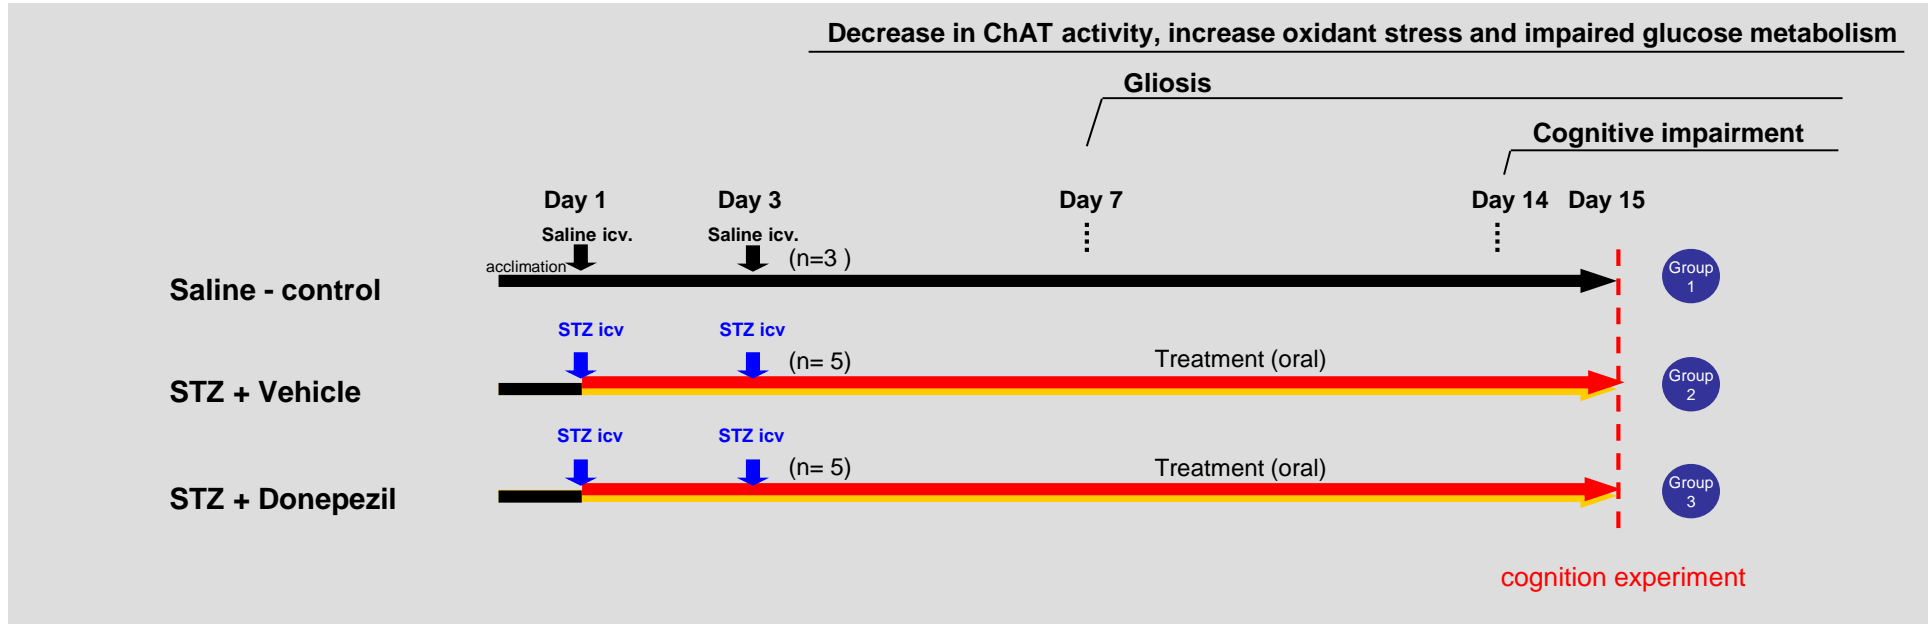 Decrease in ChAT activity, increase oxidant stress and impaired glucose metabolism
Gliosis
Cognitive impairment
Day 1 Day 3 Day 7 Day 14 Day 15
Saline icv. Saline icv.
acclimation (n=3 )
Saline - control
Group
1
STZ icv STZ icv
(n= 5) Treatment (oral)
STZ + Vehicle
Group
2
STZ icv STZ icv
(n= 5) Treatment (oral)
STZ + Donepezil
Group
3
cognition experiment